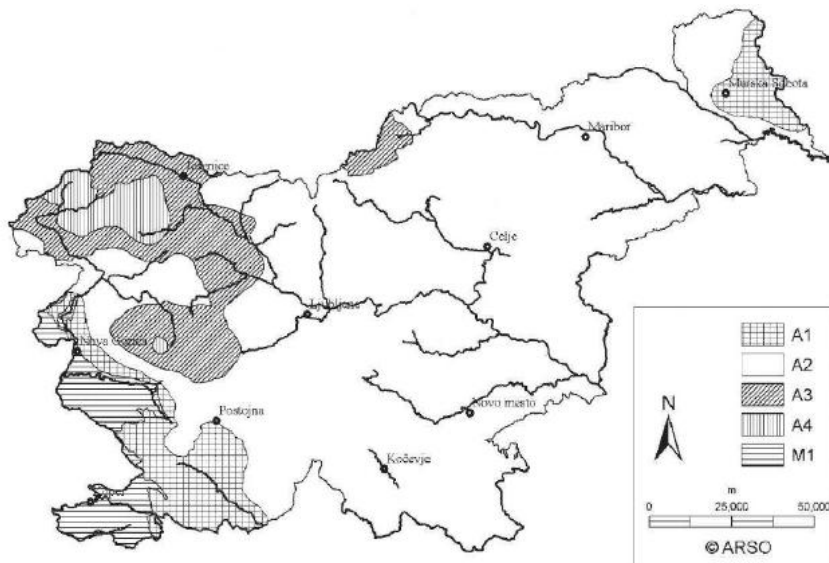 Murska Sobota
Maribor
Jesenice
Celje
Ljubljana
Nova Gorica
Postojna
Novo mesto
Kočevje
A1
A2
A3
A4
M1
N
m
0 25,000 50,000
© ARSO